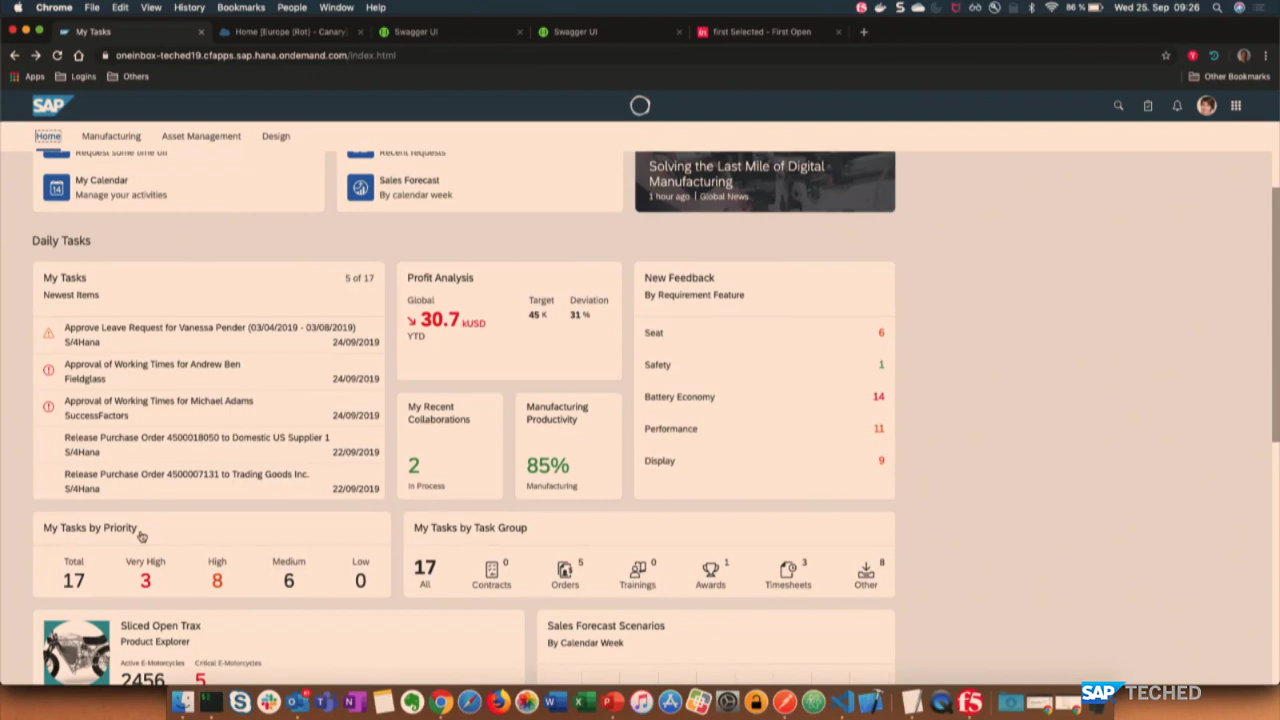 Chrome File Edit View History Bookmarks People Window Help 86 % Wed 25. Sep 09:26
My Tasks Home [Europe (Rot) - Canary Swagger UI Swagger UI first Selected - First Open
oneinbox-teched19.cfapps.sap.hana.ondemand.com/index.html
Apps Logins Others Other Bookmarks
SAP
Home Manufacturing Asset Management Design
Request some time off
Recent requests
My Calendar
Manage your activities
Sales Forecast
By calendar week
Solving the Last Mile of Digital
Manufacturing
1 hour ago | Global News
Daily Tasks
My Tasks 5 of 17
Newest Items
Approve Leave Request for Vanessa Pender (03/04/2019 - 03/08/2019)
S/4Hana 24/09/2019
Approval of Working Times for Andrew Ben
Fieldglass 24/09/2019
Approval of Working Times for Michael Adams
SuccessFactors 24/09/2019
Release Purchase Order 4500018050 to Domestic US Supplier 1
S/4Hana 22/09/2019
Release Purchase Order 4500007131 to Trading Goods Inc.
S/4Hana 22/09/2019
Profit Analysis
Global Target Deviation
30.7 kUSD 45 K 31 %
YTD
My Recent
Collaborations
2
In Process
Manufacturing
Productivity
85%
Manufacturing
New Feedback
By Requirement Feature
Seat 6
Safety 1
Battery Economy 14
Performance 11
Display 9
My Tasks by Priority
Total Very High High Medium Low
17 3 8 6 0
My Tasks by Task Group
17 0 5 0 1 3 8
All Contracts Orders Trainings Awards Timesheets Other
Sliced Open Trax
Product Explorer
Active E-Motorcycles Critical E-Motorcycles
2456 5
Sales Forecast Scenarios
By Calendar Week
SAP TECHED